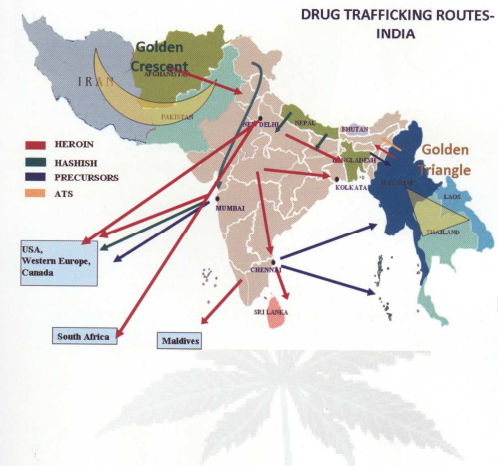 DRUG TRAFFICKING ROUTES-
INDIA
Golden
Crescent
IRAN
AFGHANISTAN
PAKISTAN
NEW DELHI
NEPAL
BHUTAN
BANGLADESH
Golden
Triangle
HEROIN
HASHISH
PRECURSORS
ATS
KOLKATA
LAOS
THAILAND
MUMBAI
USA,
Western Europe,
Canada
CHENNAI
SRI LANKA
South Africa
Maldives